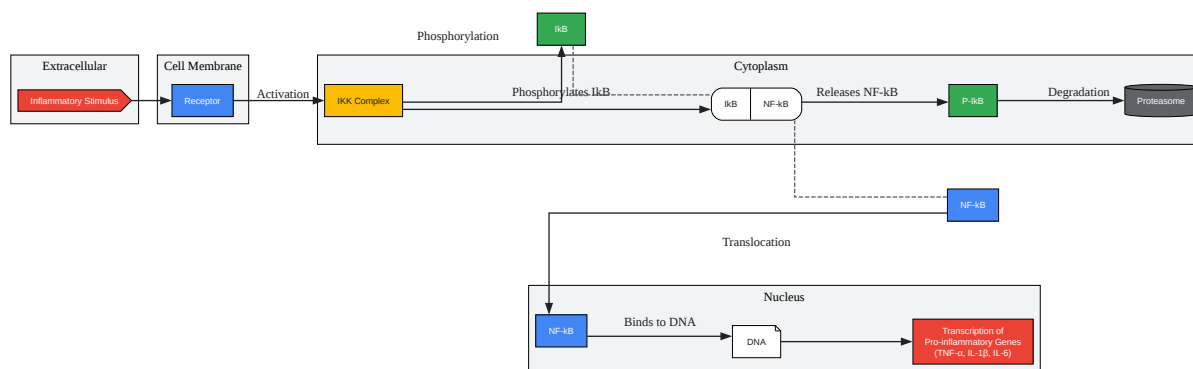 IkB
Phosphorylation
Extracellular
Cell Membrane
Cytoplasm
Inflammatory Stimulus
Receptor
Activation
IKK Complex
Phosphorylates IkB
IkB
NF-kB
Releases NF-kB
P-IkB
Degradation
Proteasome
NF-kB
Translocation
Nucleus
NF-kB
Binds to DNA
DNA
Transcription of
Pro-inflammatory Genes
(TNF-α, IL-1β, IL-6)